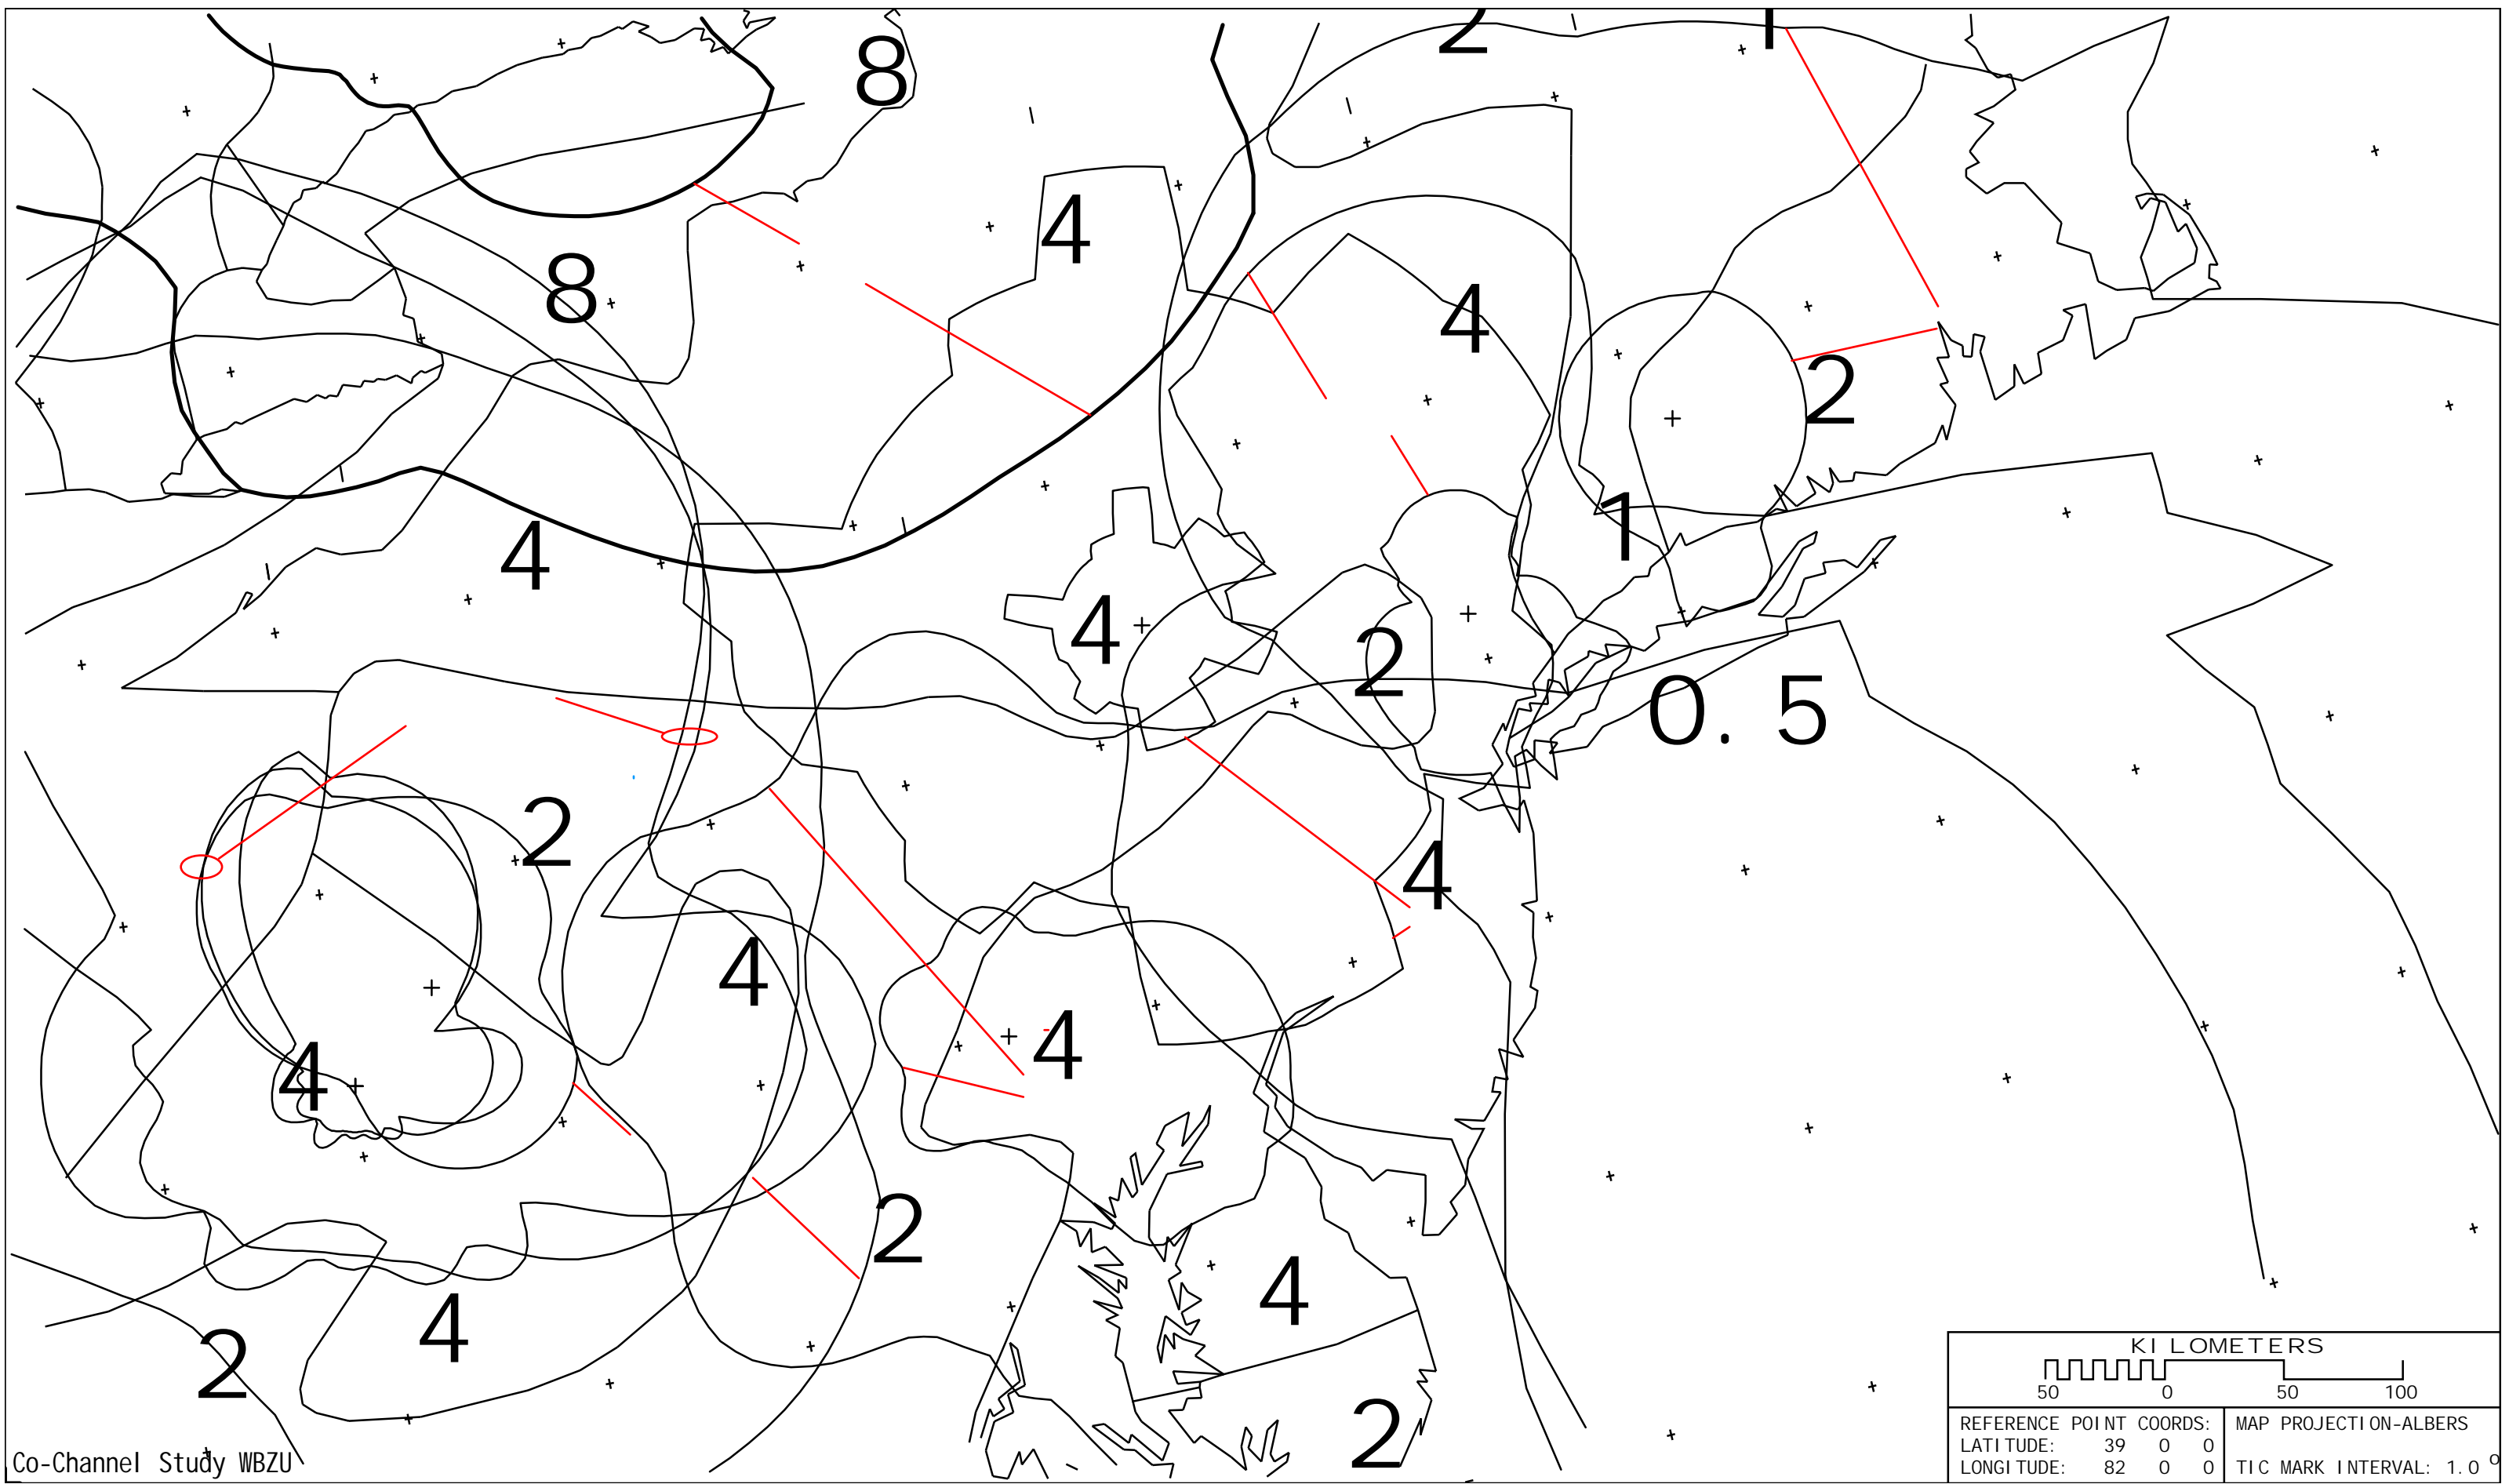 2
1
8
4
8
4
2
1
4
4
2
0.5
2
4
4
4
4
2
4
4
2
2
KILOMETERS
50 0 50 100
REFERENCE POINT COORDS:
LATITUDE: 39 0 0
LONGITUDE: 82 0 0
MAP PROJECTION-ALBERS
TIC MARK INTERVAL: 1.0 °
Co-Channel Study WBZU